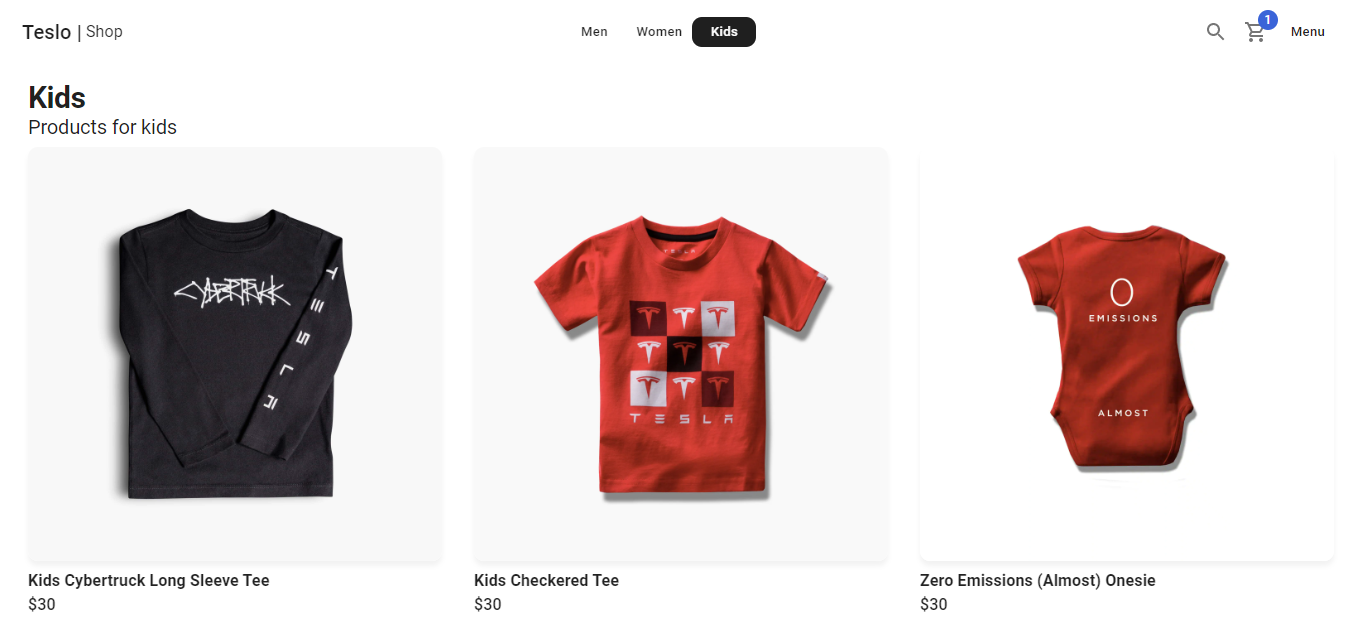 Teslo | Shop
Men
Women
Kids
1
Menu
Kids
Products for kids
CYBERTRUCK
TESLA
TESLA
TESLA
O
EMISSIONS
ALMOST
Kids Cybertruck Long Sleeve Tee
$30
Kids Checkered Tee
$30
Zero Emissions (Almost) Onesie
$30